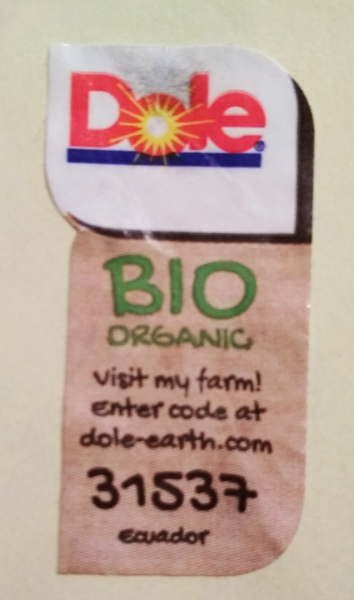 Dole®
BIO
ORGANIC
Visit my farm!
Enter code at
dole-earth.com
31537
Ecuador